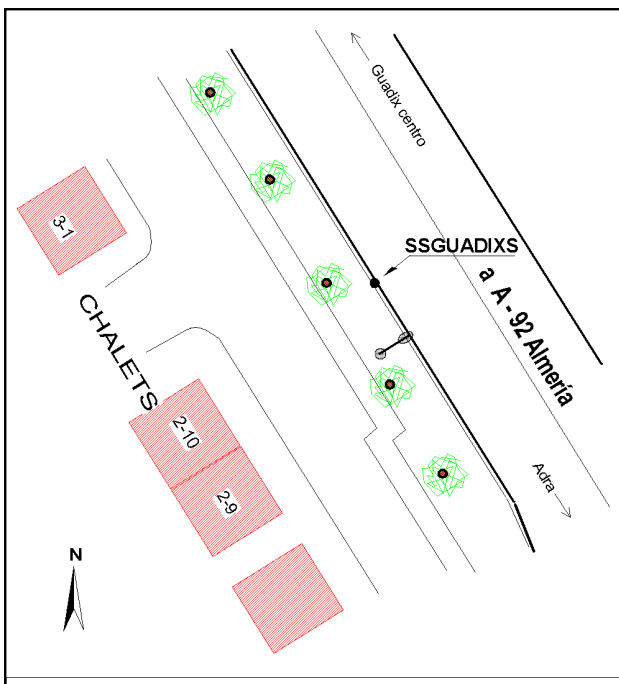 Guadix centro
3-1
SSGUADIXS
a A - 92 Almería
CHALETS
2-10
2-9
Adra
N